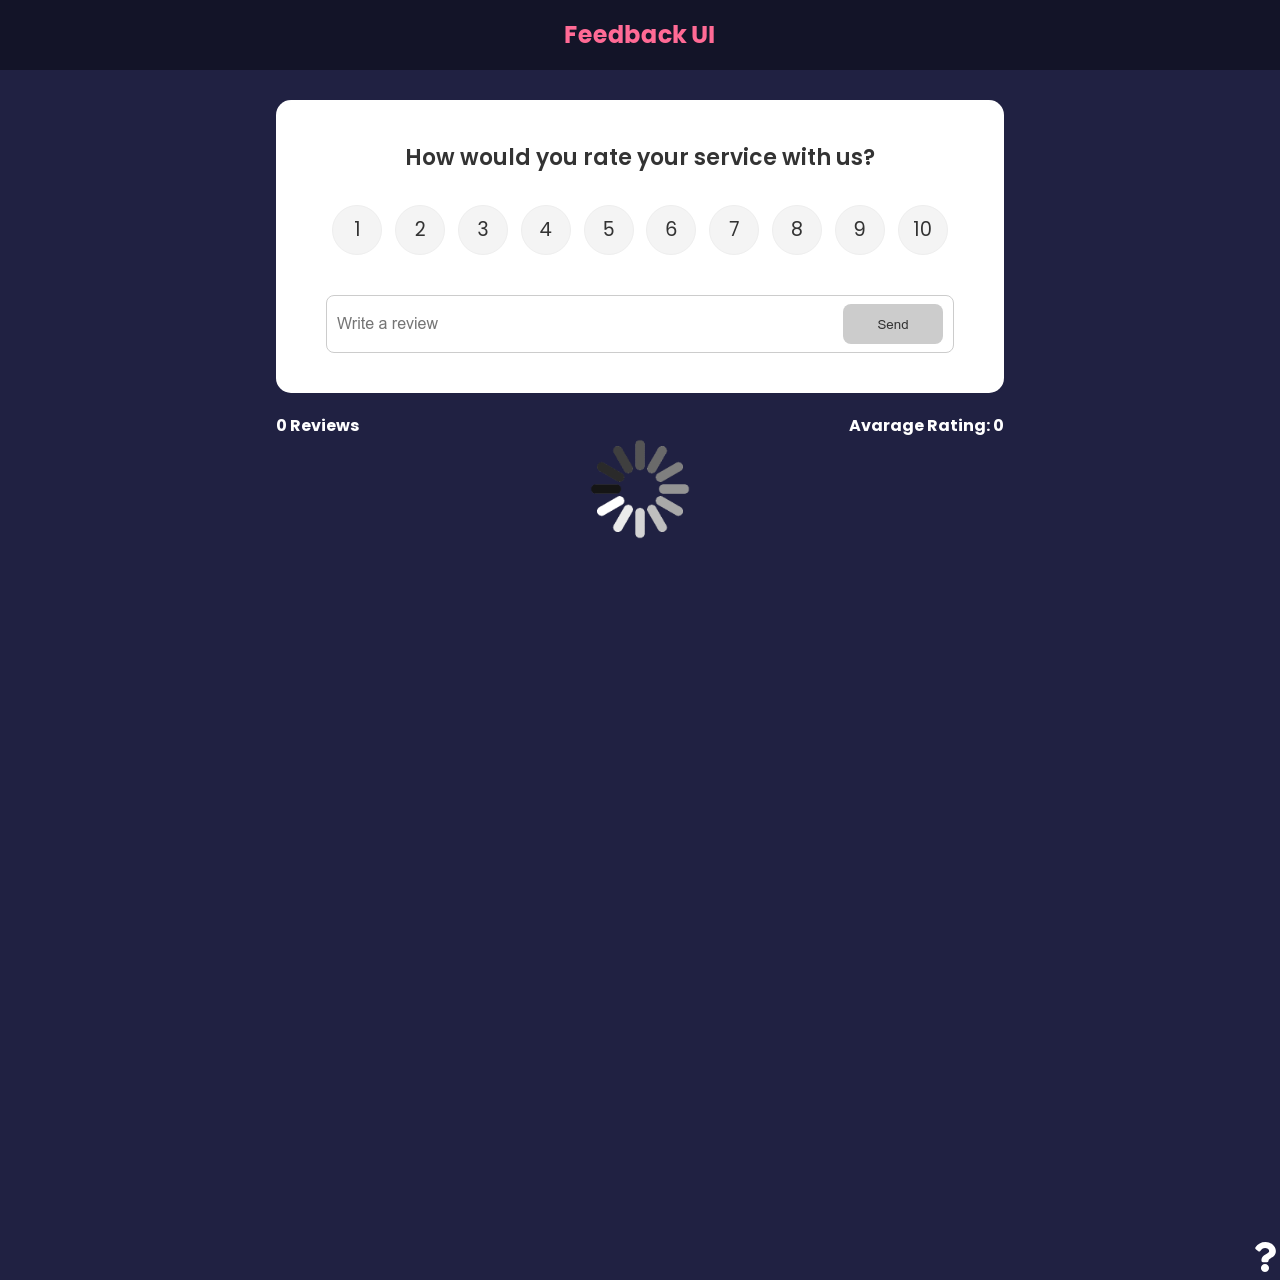 Feedback UI
How would you rate your service with us?
1 2 3 4 5 6 7 8 9 10
Write a review
Send
0 Reviews
Avarage Rating: 0
?